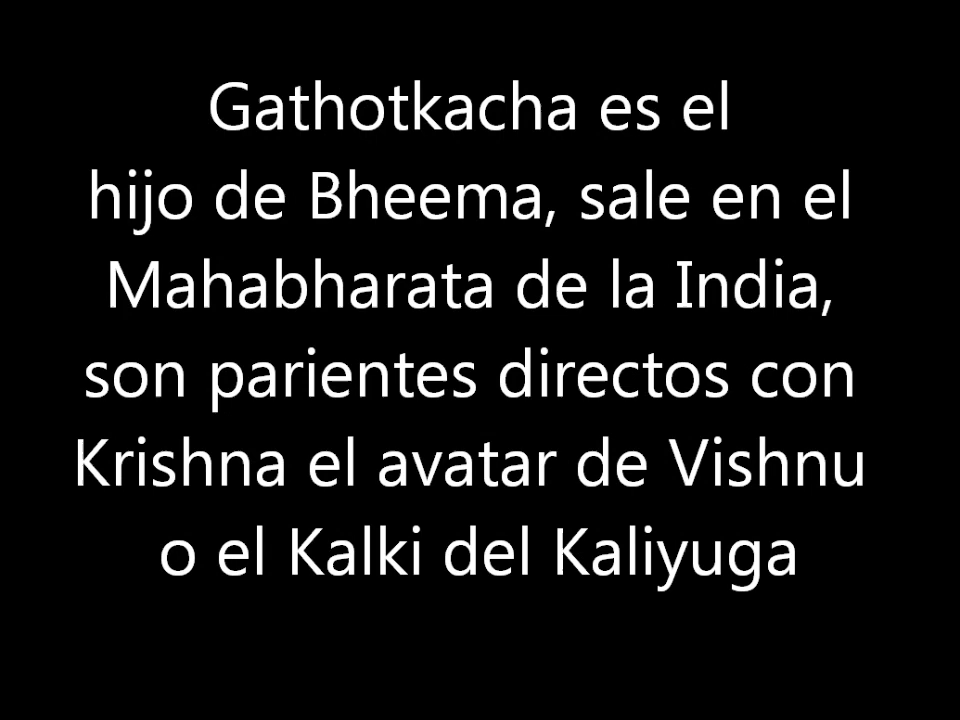 Gathotkacha es el
hijo de Bheema, sale en el
Mahabharata de la India,
son parientes directos con
Krishna el avatar de Vishnu
o el Kalki del Kaliyuga